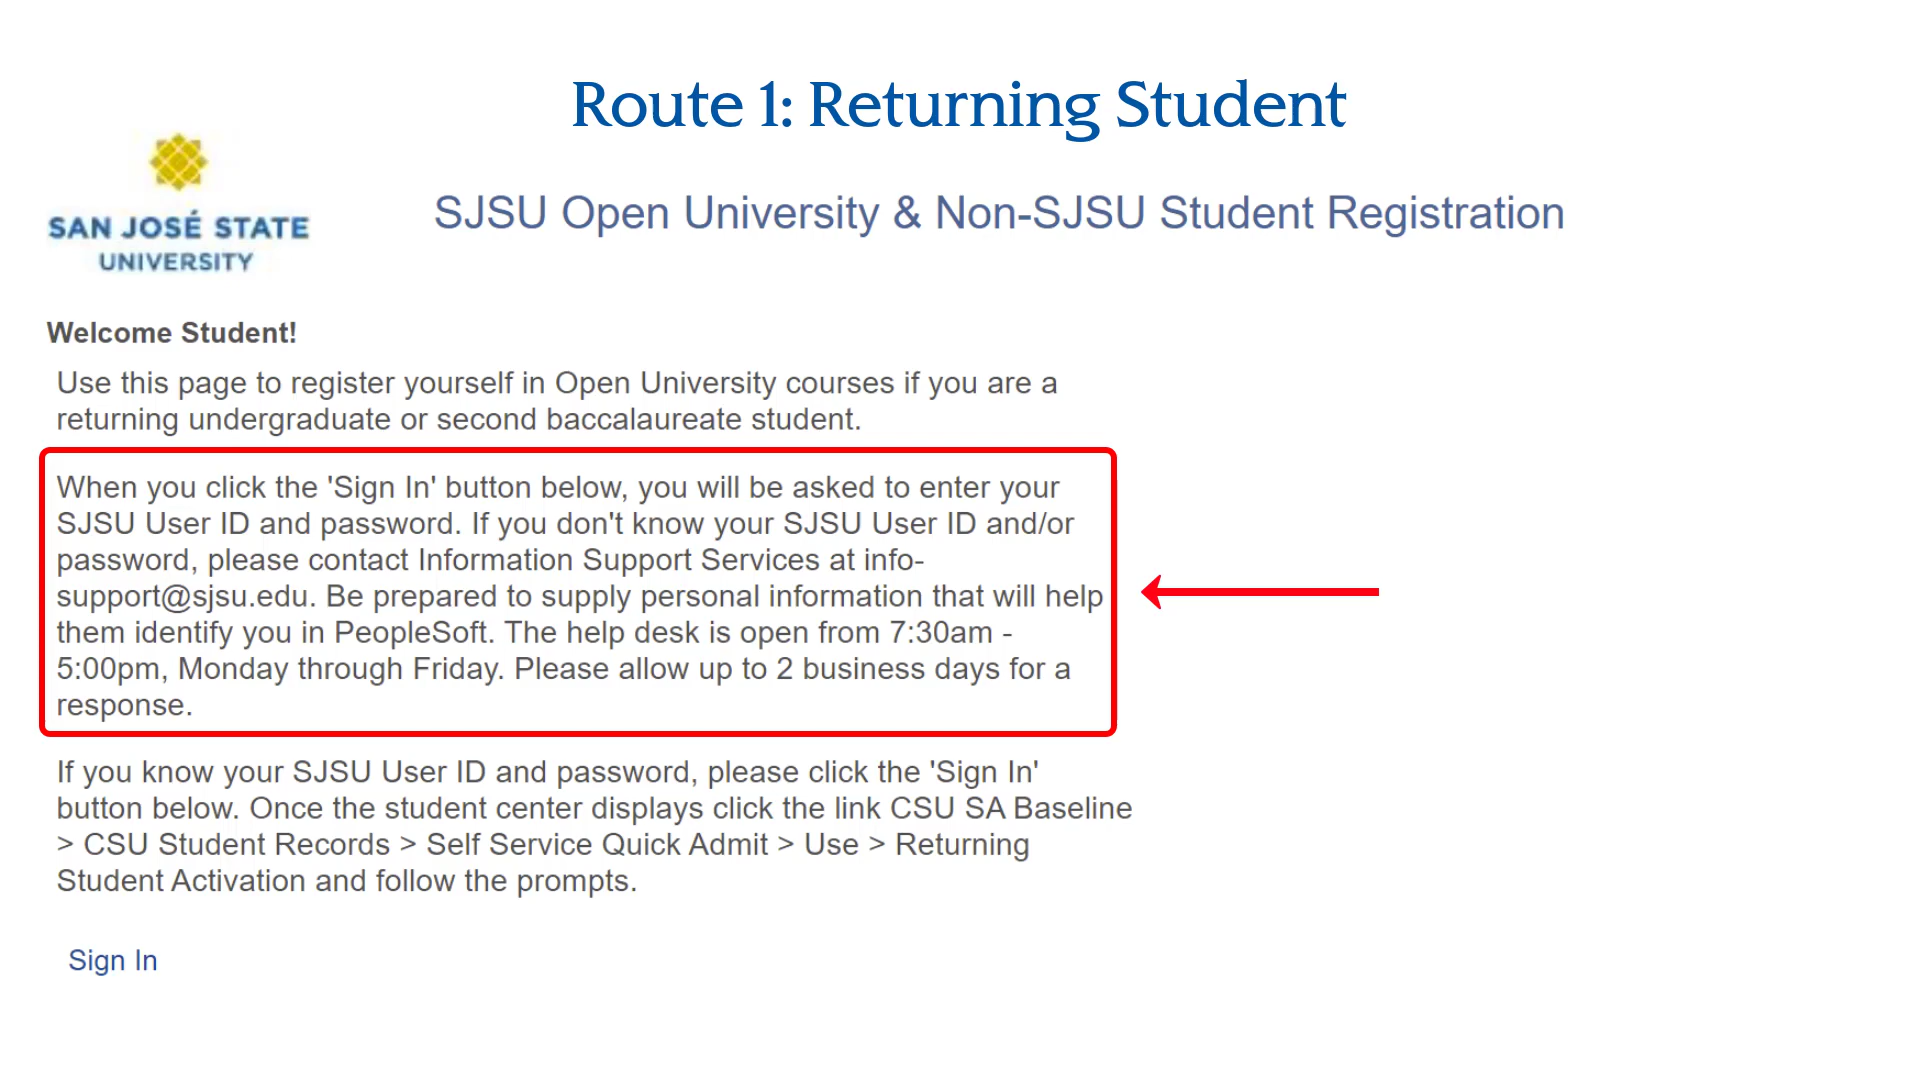 Route 1: Returning Student
SAN JOSÉ STATE
UNIVERSITY
SJSU Open University & Non-SJSU Student Registration
Welcome Student!
Use this page to register yourself in Open University courses if you are a
returning undergraduate or second baccalaureate student.
When you click the 'Sign In' button below, you will be asked to enter your
SJSU User ID and password. If you don't know your SJSU User ID and/or
password, please contact Information Support Services at info-
support@sjsu.edu. Be prepared to supply personal information that will help
them identify you in PeopleSoft. The help desk is open from 7:30am -
5:00pm, Monday through Friday. Please allow up to 2 business days for a
response.
If you know your SJSU User ID and password, please click the 'Sign In'
button below. Once the student center displays click the link CSU SA Baseline
> CSU Student Records > Self Service Quick Admit > Use > Returning
Student Activation and follow the prompts.
Sign In